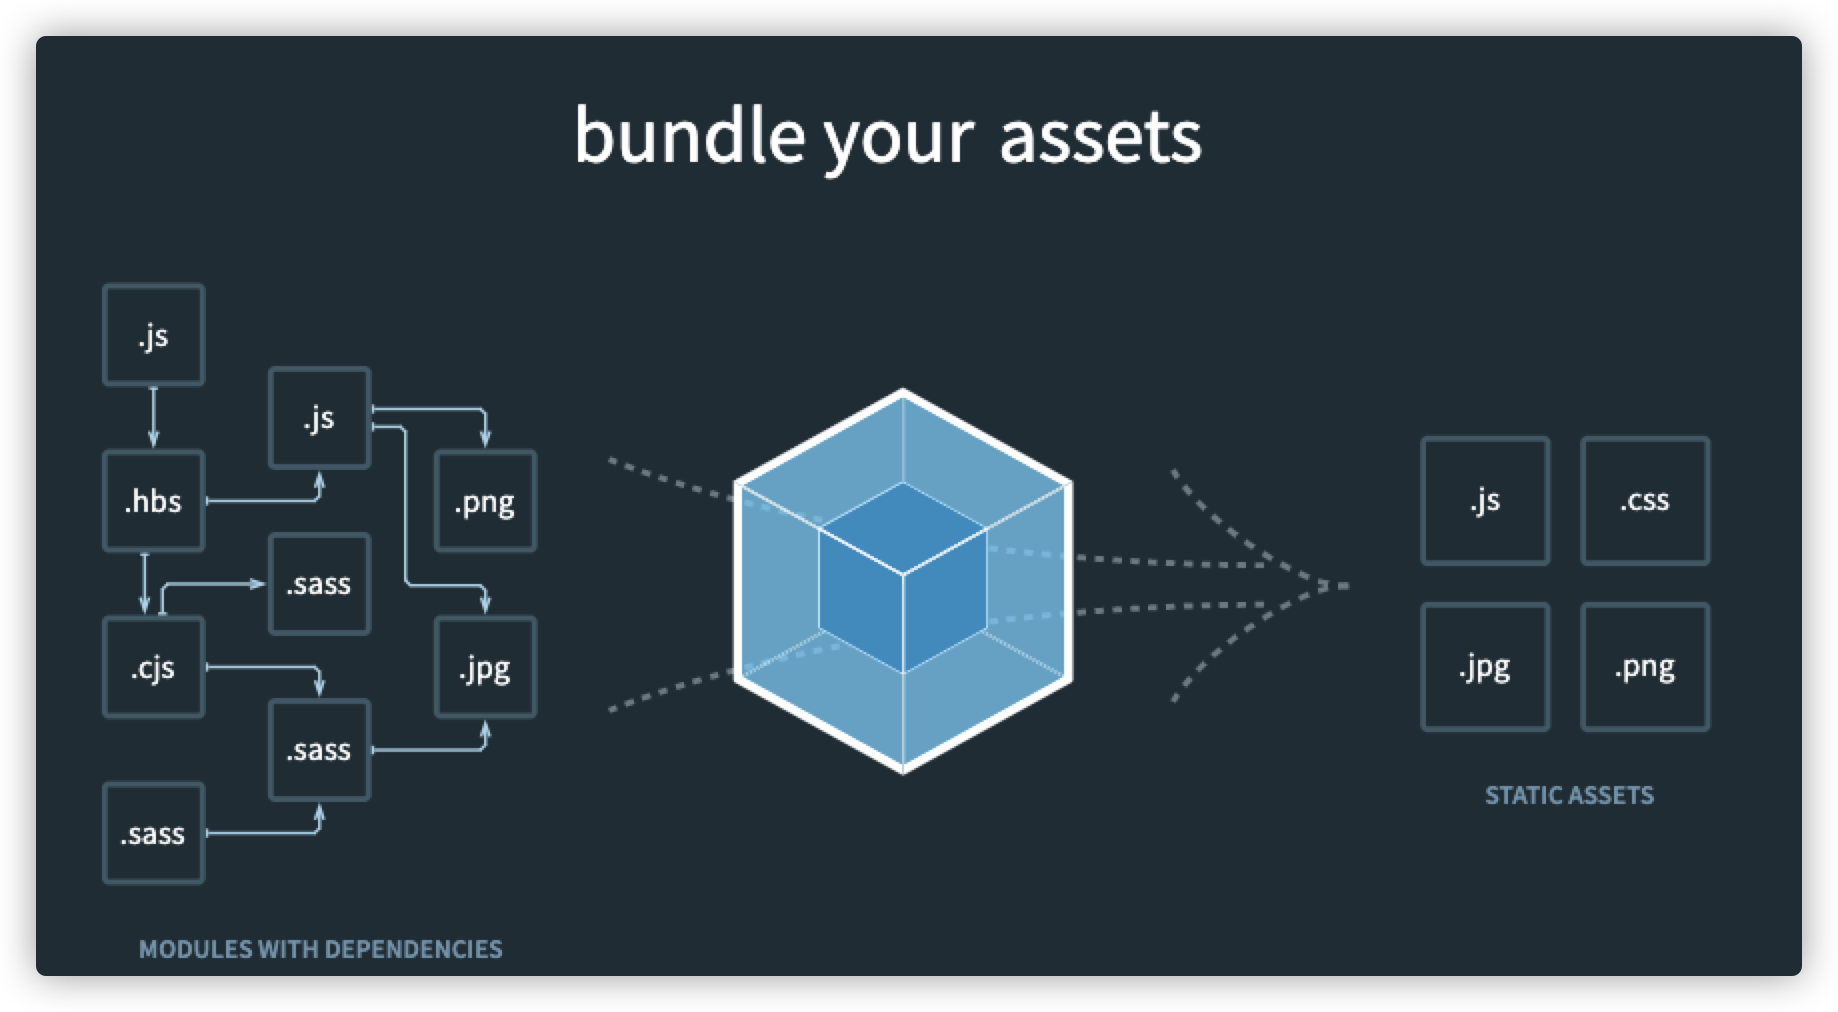 bundle your assets
.js
.js
.hbs
.png
.sass
.cjs
.jpg
.sass
.sass
MODULES WITH DEPENDENCIES
.js
.css
.jpg
.png
STATIC ASSETS